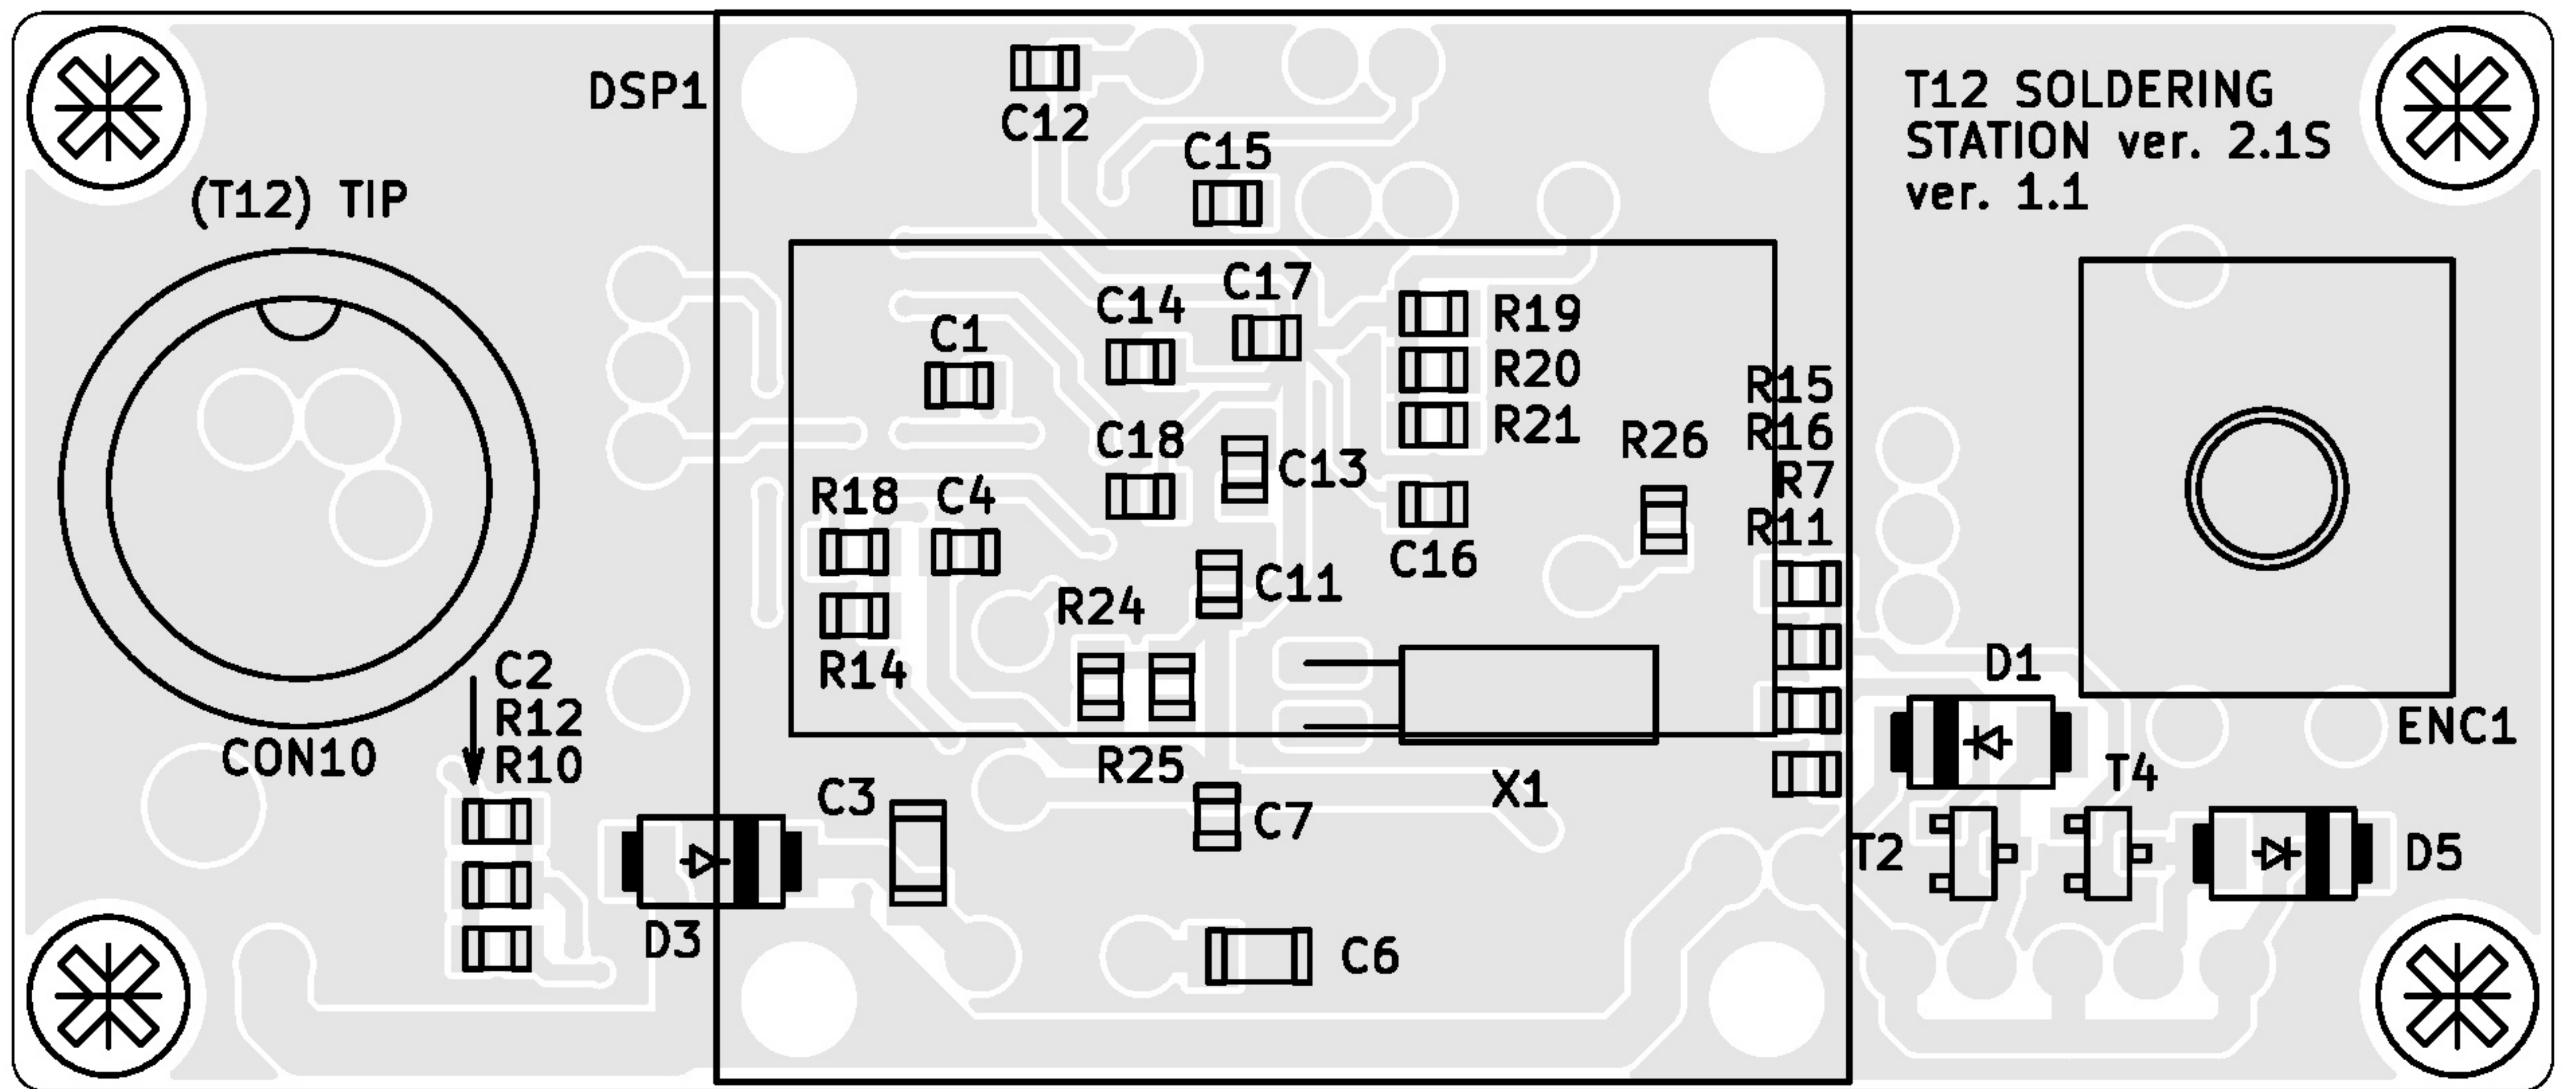 DSP1
C12
T12 SOLDERING
STATION ver. 2.1S
ver. 1.1
C15
(T12) TIP
C17
C14
C1
R19
R20
R21
R15
R16
R7
R11
C18
C13
R26
R18
C4
C16
C11
R24
R14
C2
R12
R10
CON10
R25
X1
D1
ENC1
T4
C3
C7
T2
D5
D3
C6